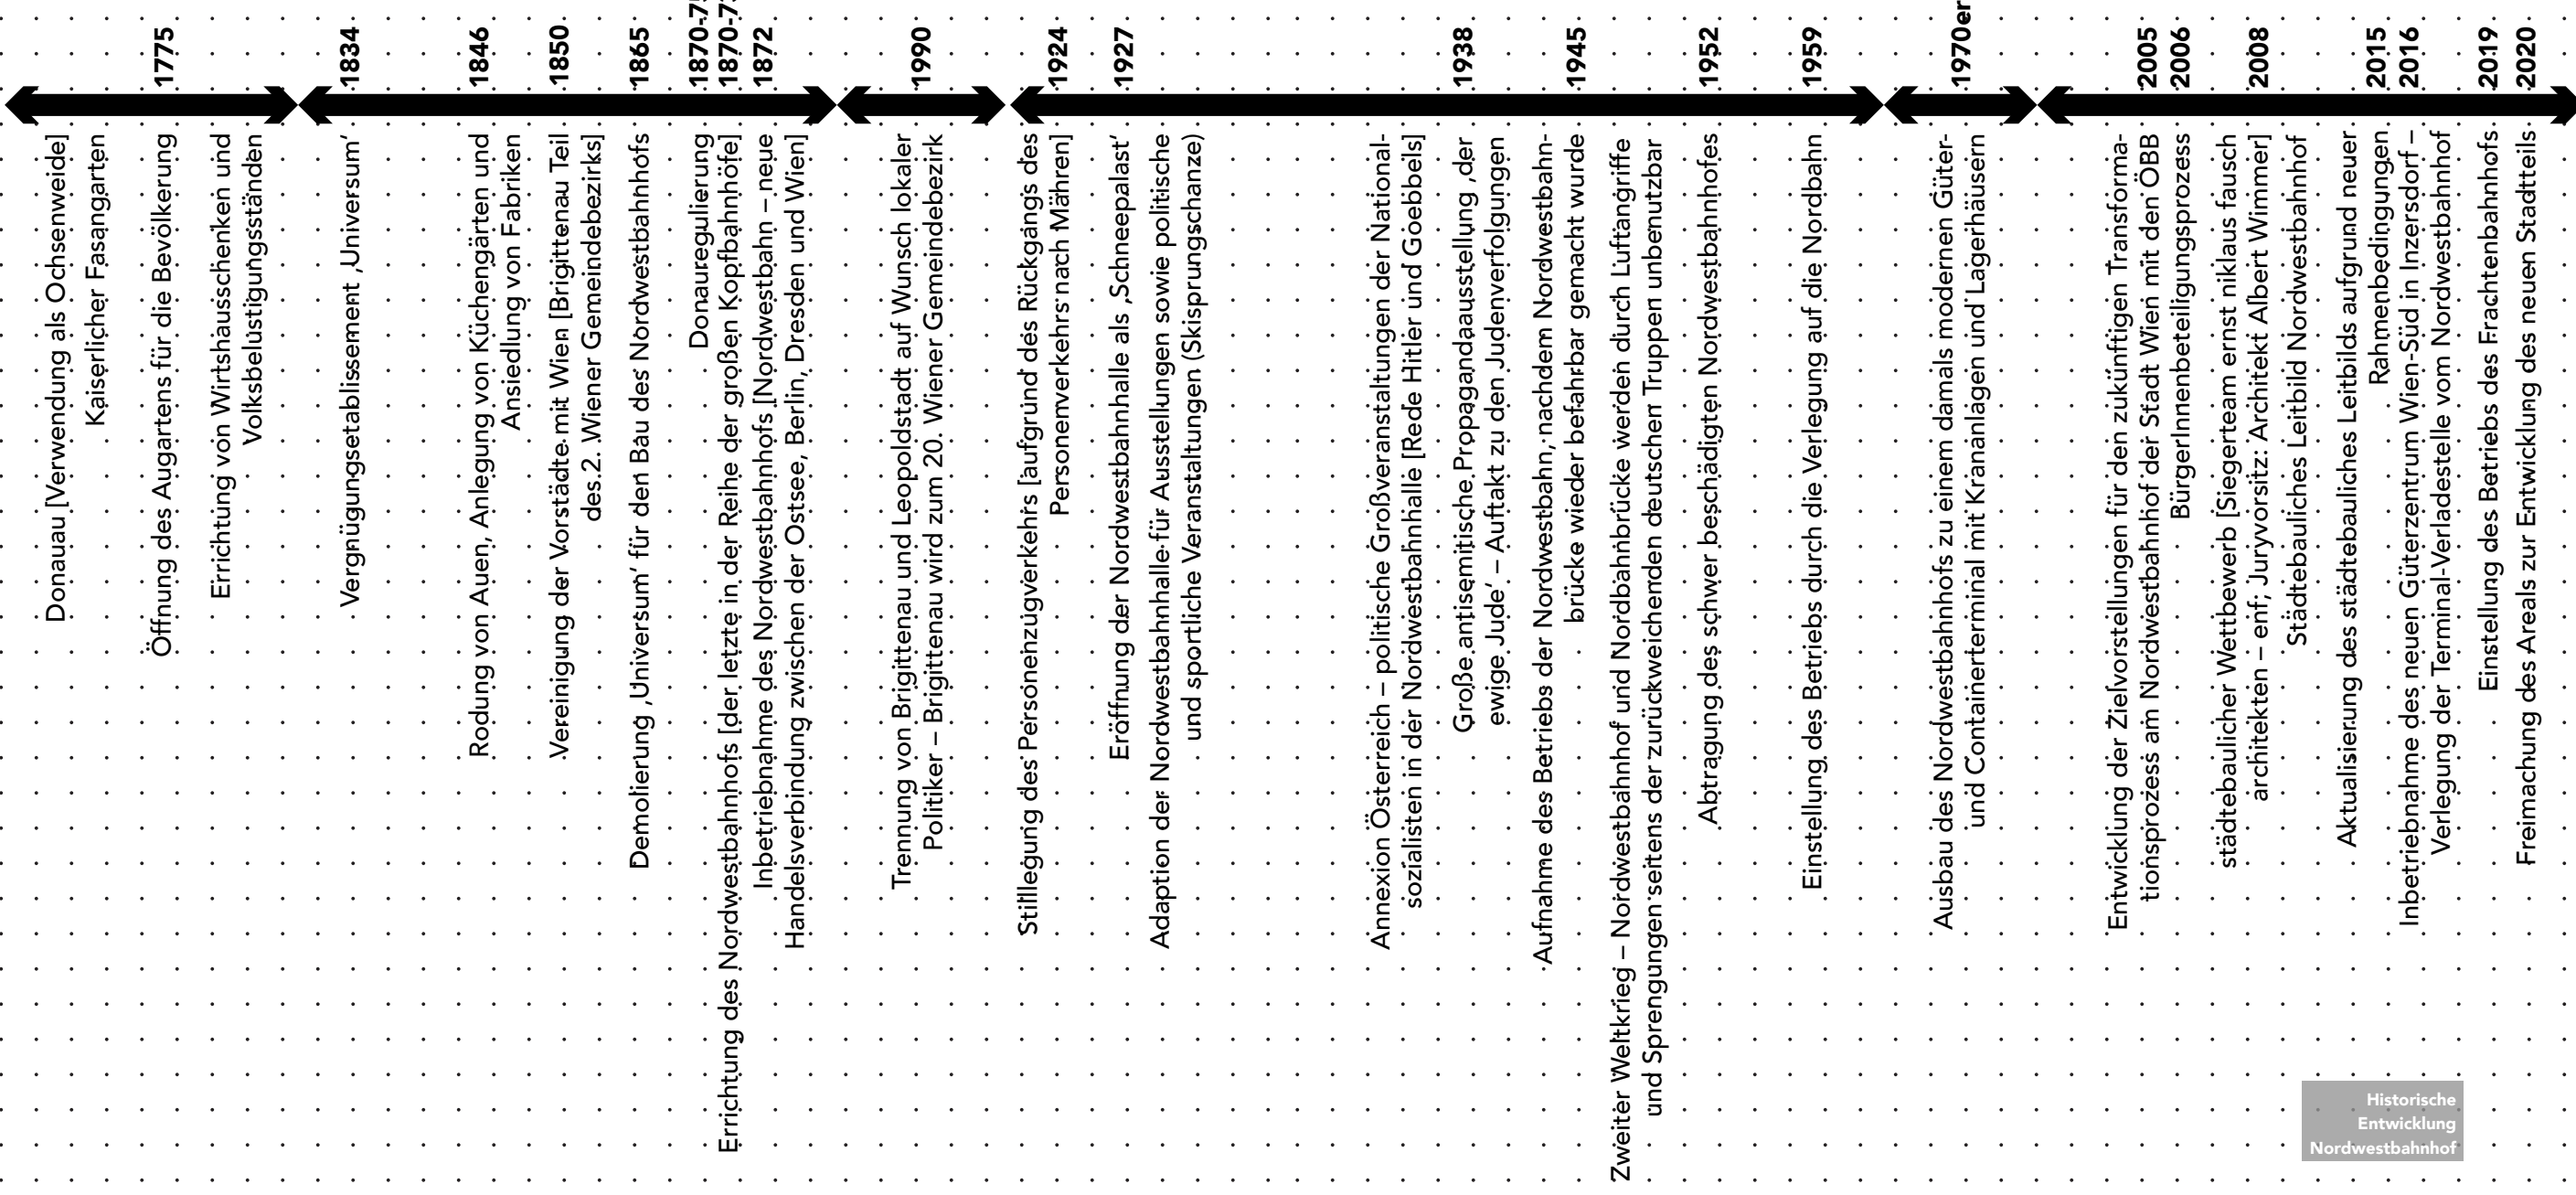 Donauau [Verwendung als Ochsenweide]
Kaiserlicher Fasangarten
1775
Öffnung des Augartens für die Bevölkerung
Errichtung von Wirtshausschenken und
Volksbelustigungsständen
1834
Vergnügungsetablissement ‚Universum‘
1846
Rodung von Auen, Anlegung von Küchengärten und
Ansiedlung von Fabriken
1850
Vereinigung der Vorstädte mit Wien [Brigittenau Teil
des 2. Wiener Gemeindebezirks]
1865
Demolierung ‚Universum‘ für den Bau des Nordwestbahnhofs
1870-75
Donauregulierung
1870-73
Errichtung des Nordwestbahnhofs [der letzte in der Reihe der großen Kopfbahnhöfe]
1872
Inbetriebnahme des Nordwestbahnhofs [Nordwestbahn – neue
Handelsverbindung zwischen der Ostsee, Berlin, Dresden und Wien]
1990
Trennung von Brigittenau und Leopoldstadt auf Wunsch lokaler
Politiker – Brigittenau wird zum 20. Wiener Gemeindebezirk
1924
Stilllegung des Personenzugverkehrs [aufgrund des Rückgangs des
Personenverkehrs nach Mähren]
1927
Eröffnung der Nordwestbahnhalle als ‚Schneepalast‘
Adaption der Nordwestbahnhalle für Ausstellungen sowie politische
und sportliche Veranstaltungen (Skisprungschanze)
Annexion Österreich – politische Großveranstaltungen der National-
sozialisten in der Nordwestbahnhalle [Rede Hitler und Goebbels]
1938
Große antisemitische Propagandaausstellung ‚der
ewige Jude‘ – Auftakt zu den Judenverfolgungen
1945
Aufnahme des Betriebs der Nordwestbahn, nachdem Nordwestbahn-
brücke wieder befahrbar gemacht wurde
Zweiter Weltkrieg – Nordwestbahnhof und Nordbahnbrücke werden durch Luftangriffe
und Sprengungen seitens der zurückweichenden deutschen Truppen unbenutzbar
1952
Abtragung des schwer beschädigten Nordwestbahnhofes
1959
Einstellung des Betriebs durch die Verlegung auf die Nordbahn
1970er
Ausbau des Nordwestbahnhofs zu einem damals modernen Güter-
und Containerterminal mit Krananlagen und Lagerhäusern
2005
Entwicklung der Zielvorstellungen für den zukünftigen Transforma-
tionsprozess am Nordwestbahnhof der Stadt Wien mit den ÖBB
2006
BürgerInnenbeteiligungsprozess
2008
städtebaulicher Wettbewerb [Siegerteam ernst niklaus fausch
architekten – enf; Juryvorsitz: Architekt Albert Wimmer]
Städtebauliches Leitbild Nordwestbahnhof
2015
Aktualisierung des städtebauliches Leitbilds aufgrund neuer
Rahmenbedingungen
2016
Inbetriebnahme des neuen Güterzentrum Wien-Süd in Inzersdorf –
Verlegung der Terminal-Verladestelle vom Nordwestbahnhof
2019
Einstellung des Betriebs des Frachtenbahnhofs
2020
Freimachung des Areals zur Entwicklung des neuen Stadtteils
Historische
Entwicklung
Nordwestbahnhof